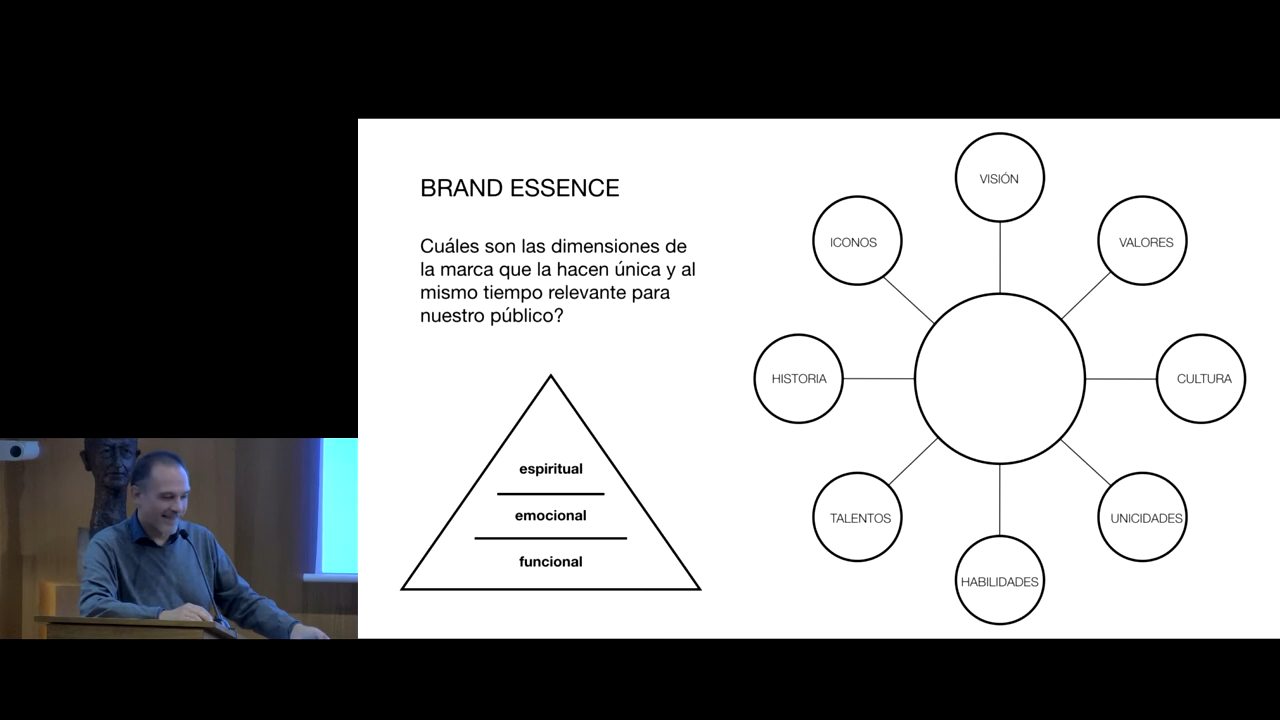 BRAND ESSENCE
Cuáles son las dimensiones de
la marca que la hacen única y al
mismo tiempo relevante para
nuestro público?
espiritual
emocional
funcional
VISIÓN
ICONOS
VALORES
HISTORIA
CULTURA
TALENTOS
UNICIDADES
HABILIDADES